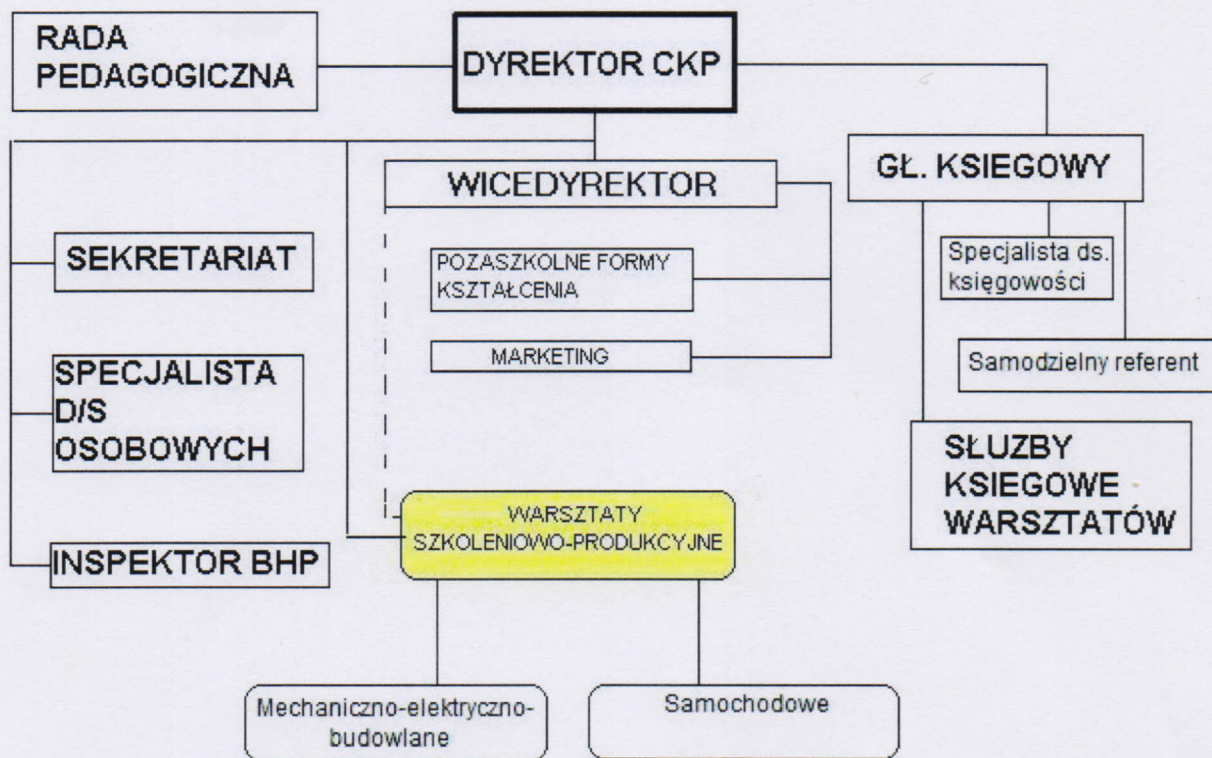 RADA
PEDAGOGICZNA
DYREKTOR CKP
GŁ. KSIEGOWY
WICEDYREKTOR
SEKRETARIAT
POZASZKOLNE FORMY
KSZTAŁCENIA
Specjalista ds.
księgowości
MARKETING
Samodzielny referent
SPECJALISTA
D/S
OSOBOWYCH
SŁUZBY
KSIEGOWE
WARSZTATÓW
WARSZTATY
SZKOLENIOWO-PRODUKCYJNE
INSPEKTOR BHP
Mechaniczno-elektryczno-
budowlane
Samochodowe